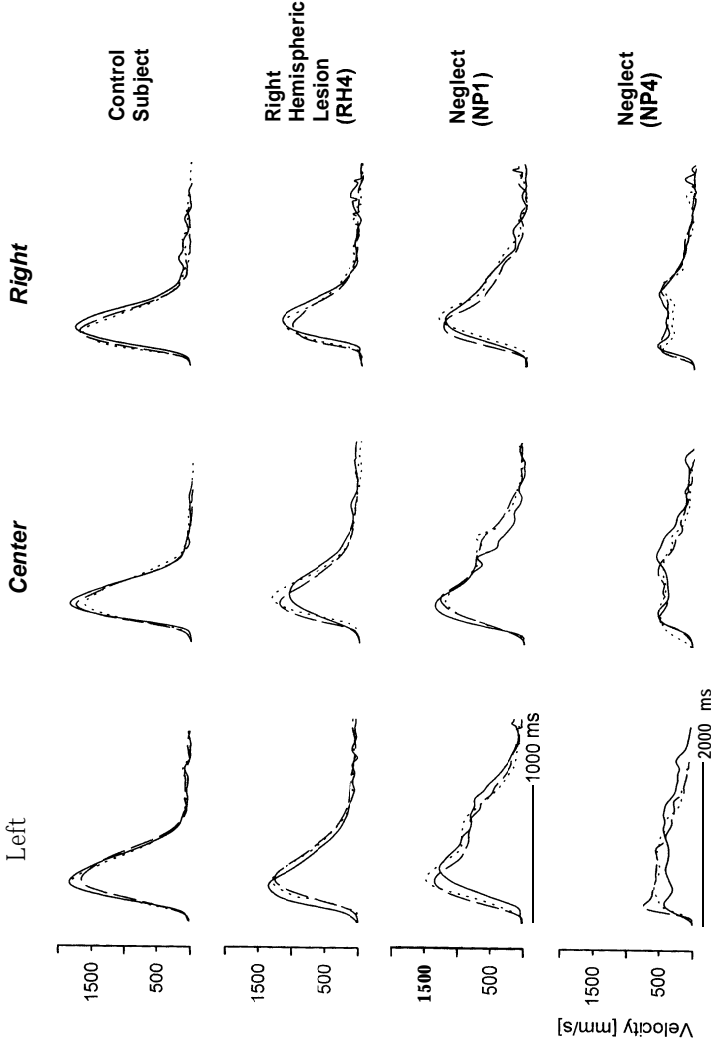 Left
Center
Right
1500
500
Control
Subject
1500
500
Right
Hemispheric
Lesion
(RH4)
1500
500
1000 ms
Neglect
(NP1)
Velocity [mm/s]
1500
500
2000 ms
Neglect
(NP4)